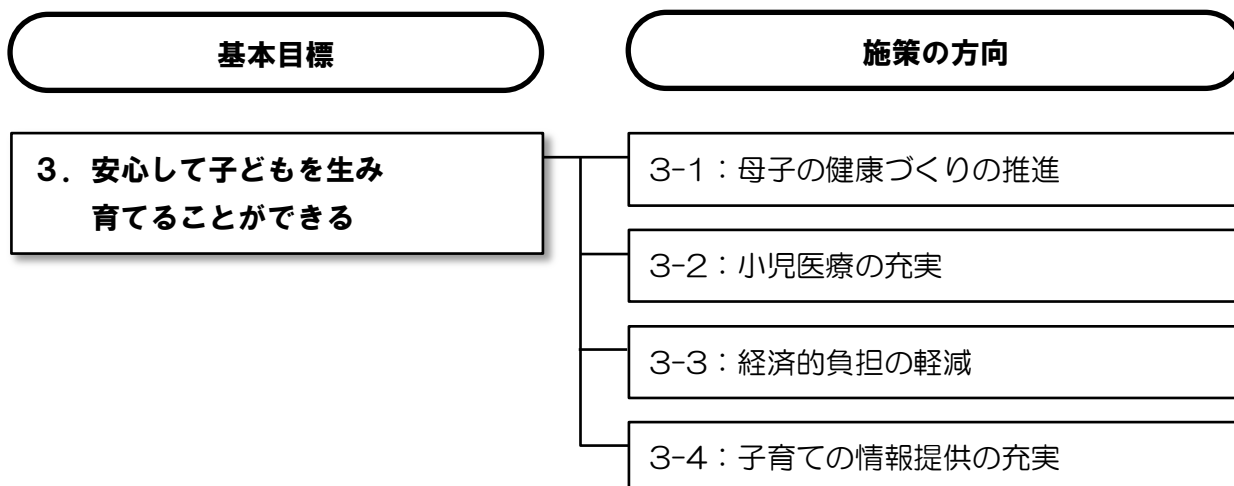 基本目標
施策の方向
３．安心して子どもを生み
育てることができる
3-1：母子の健康づくりの推進
3-2：小児医療の充実
3-3：経済的負担の軽減
3-4：子育ての情報提供の充実